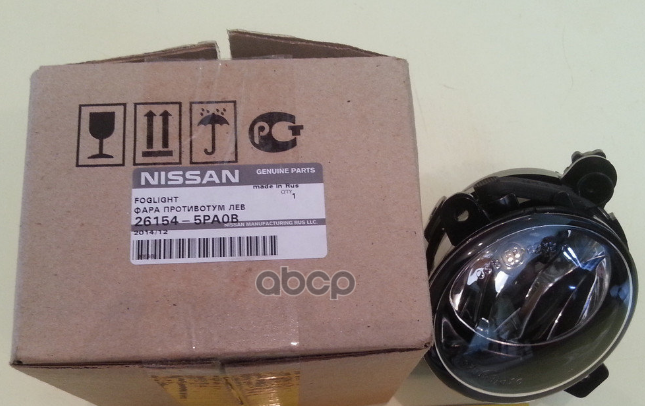 РСТ
NISSAN
GENUINE PARTS
made in Rus
FOGLIGHT
QTY
1
ФАРА ПРОТИВОТУМ ЛЕВ
26154-5PA0B
NISSAN MANUFACTURING RUS LLC.
2014/12
abcp